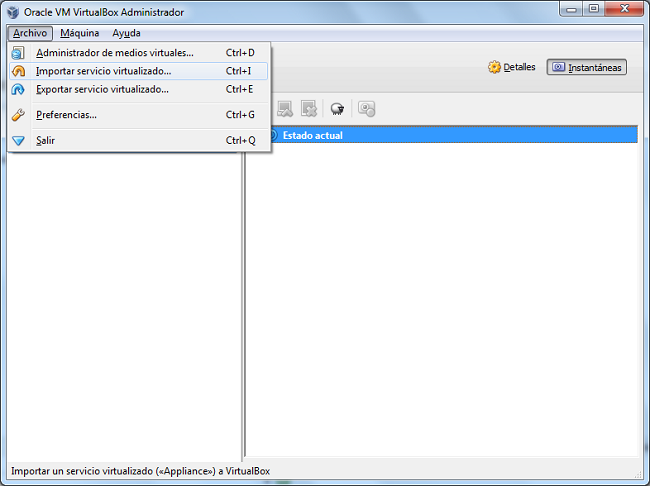 Oracle VM VirtualBox Administrador
Archivo Máquina Ayuda
Administrador de medios virtuales... Ctrl+D
Importar servicio virtualizado... Ctrl+I
Exportar servicio virtualizado... Ctrl+E
Preferencias... Ctrl+G
Salir Ctrl+Q
Detalles Instantáneas
Estado actual
Importar un servicio virtualizado («Appliance») a VirtualBox